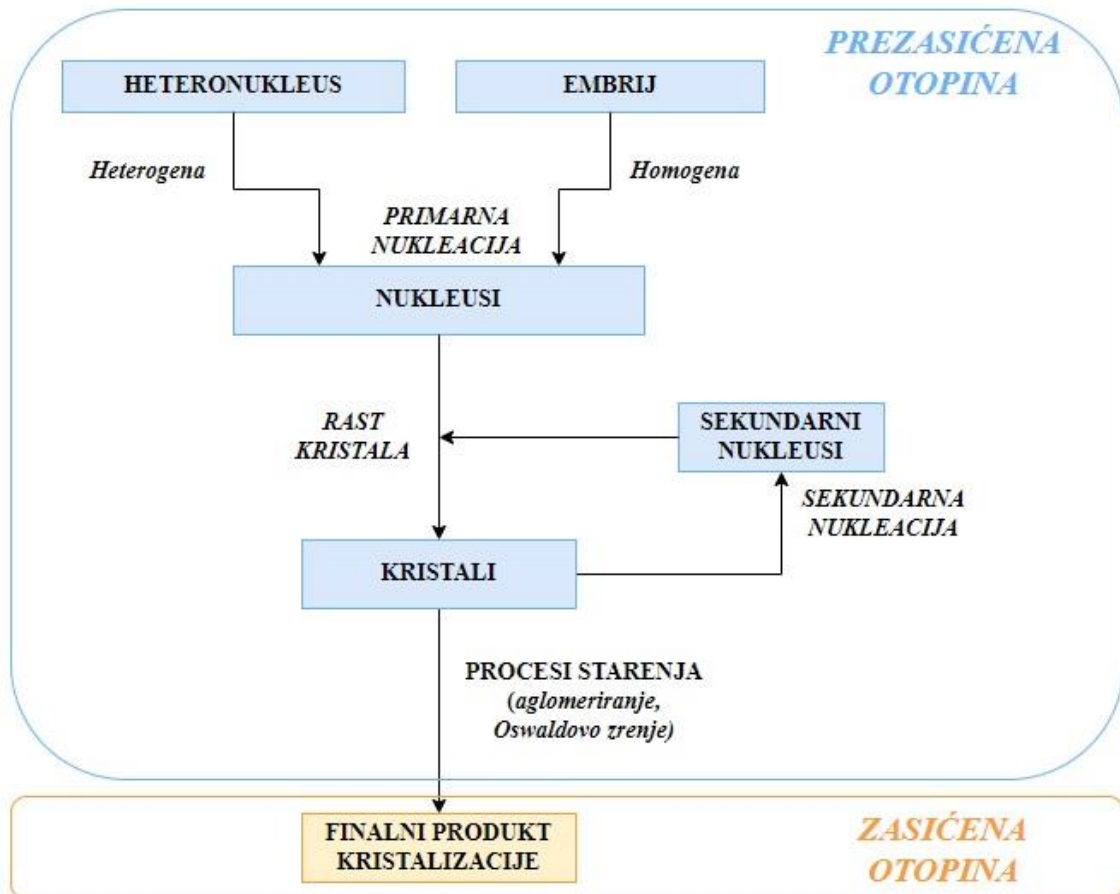 PREZASIĆENA
OTOPINA
HETERONUKLEUS
EMBRIJ
Heterogena
Homogena
PRIMARNA
NUKLEACIJA
NUKLEUSI
RAST
KRISTALA
SEKUNDARNI
NUKLEUSI
SEKUNDARNA
NUKLEACIJA
KRISTALI
PROCESI STARENJA
(aglomeriranje,
Oswaldovo zrenje)
FINALNI PRODUKT
KRISTALIZACIJE
ZASIĆENA
OTOPINA